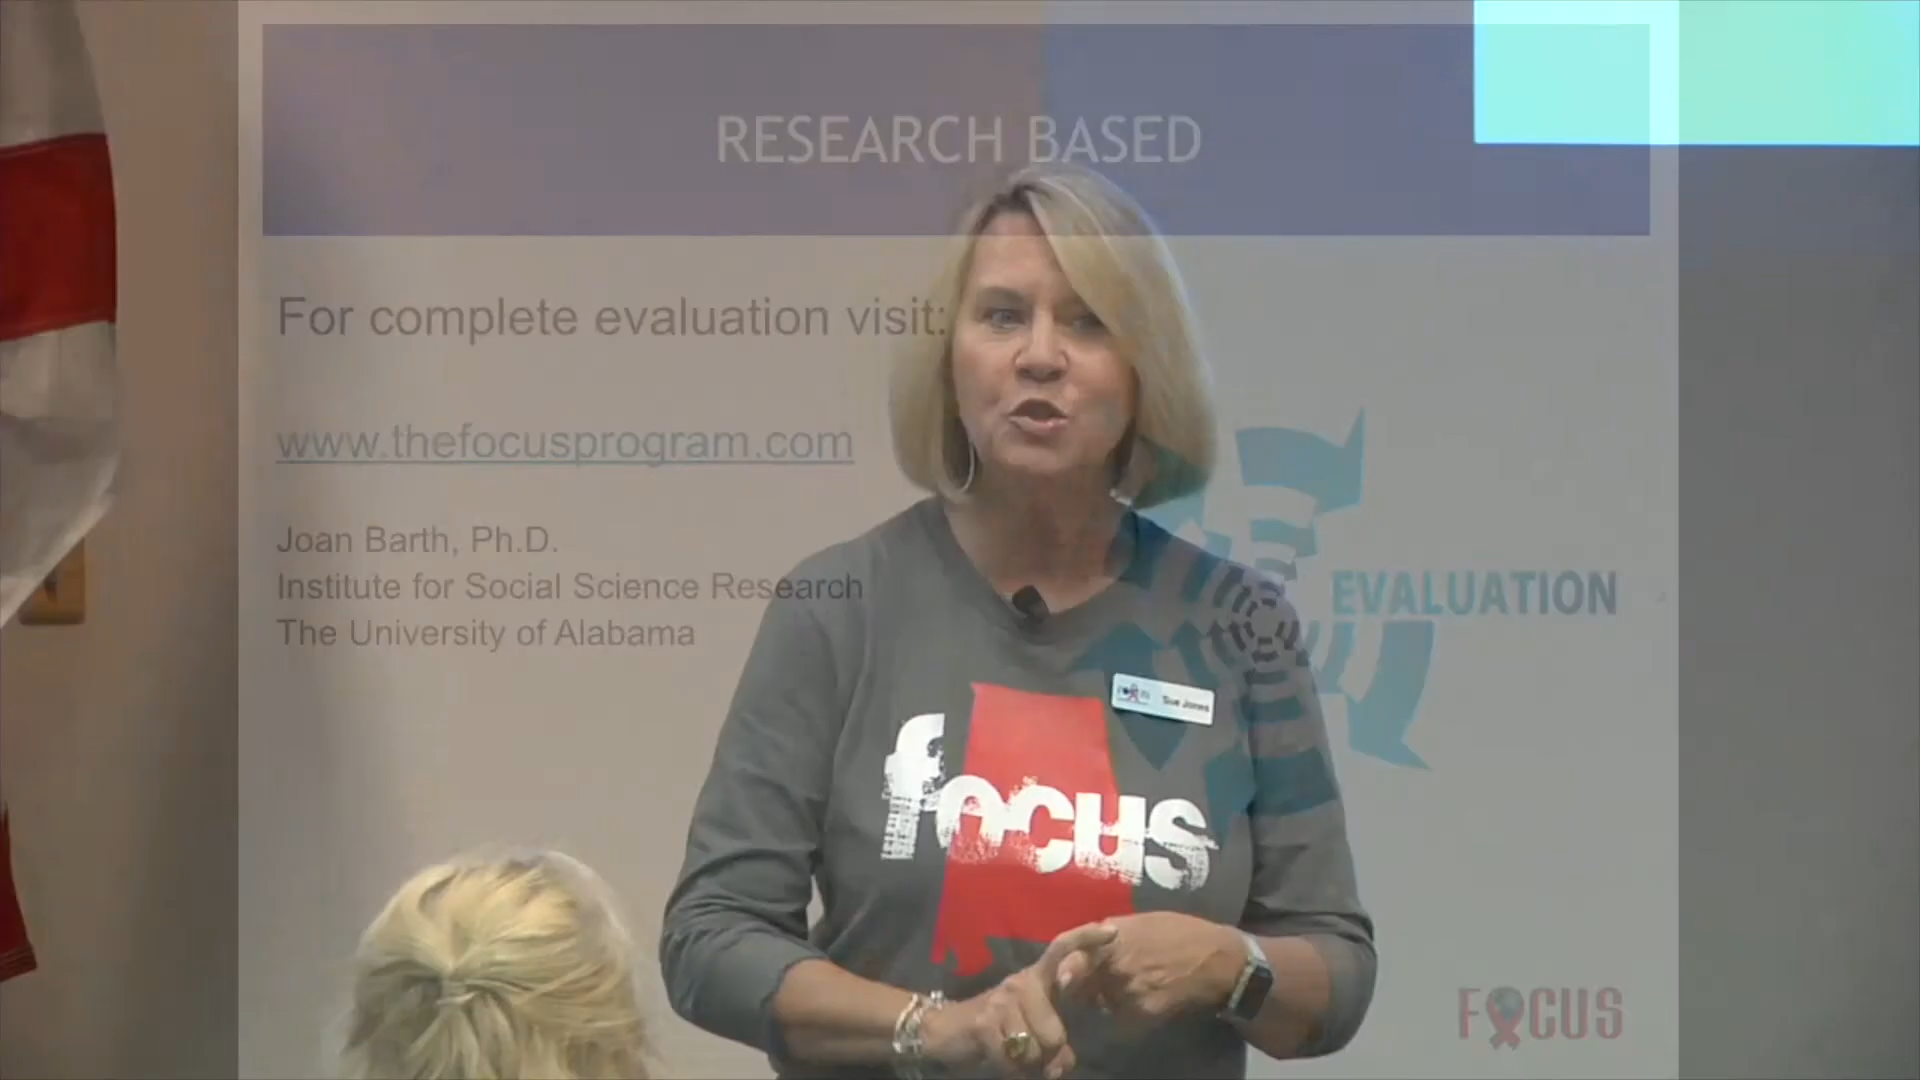 RESEARCH BASED
For complete evaluation visit:
www.thefocusprogram.com
Joan Barth, Ph.D.
Institute for Social Science Research
The University of Alabama
EVALUATION
Sue Jones
focus
FOCUS